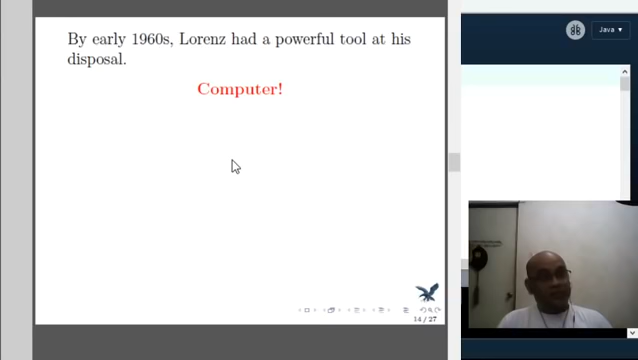 By early 1960s, Lorenz had a powerful tool at his
disposal.
Computer!
14 / 27
Java ▾